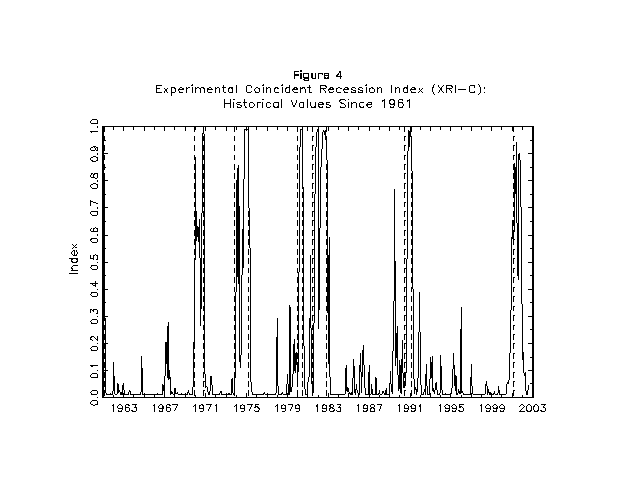 Figure 4
Experimental Coincident Recession Index (XRI-C):
Historical Values Since 1961
Index
1.0
0.9
0.8
0.7
0.6
0.5
0.4
0.3
0.2
0.1
0.0
1963 1967 1971 1975 1979 1983 1987 1991 1995 1999 2003